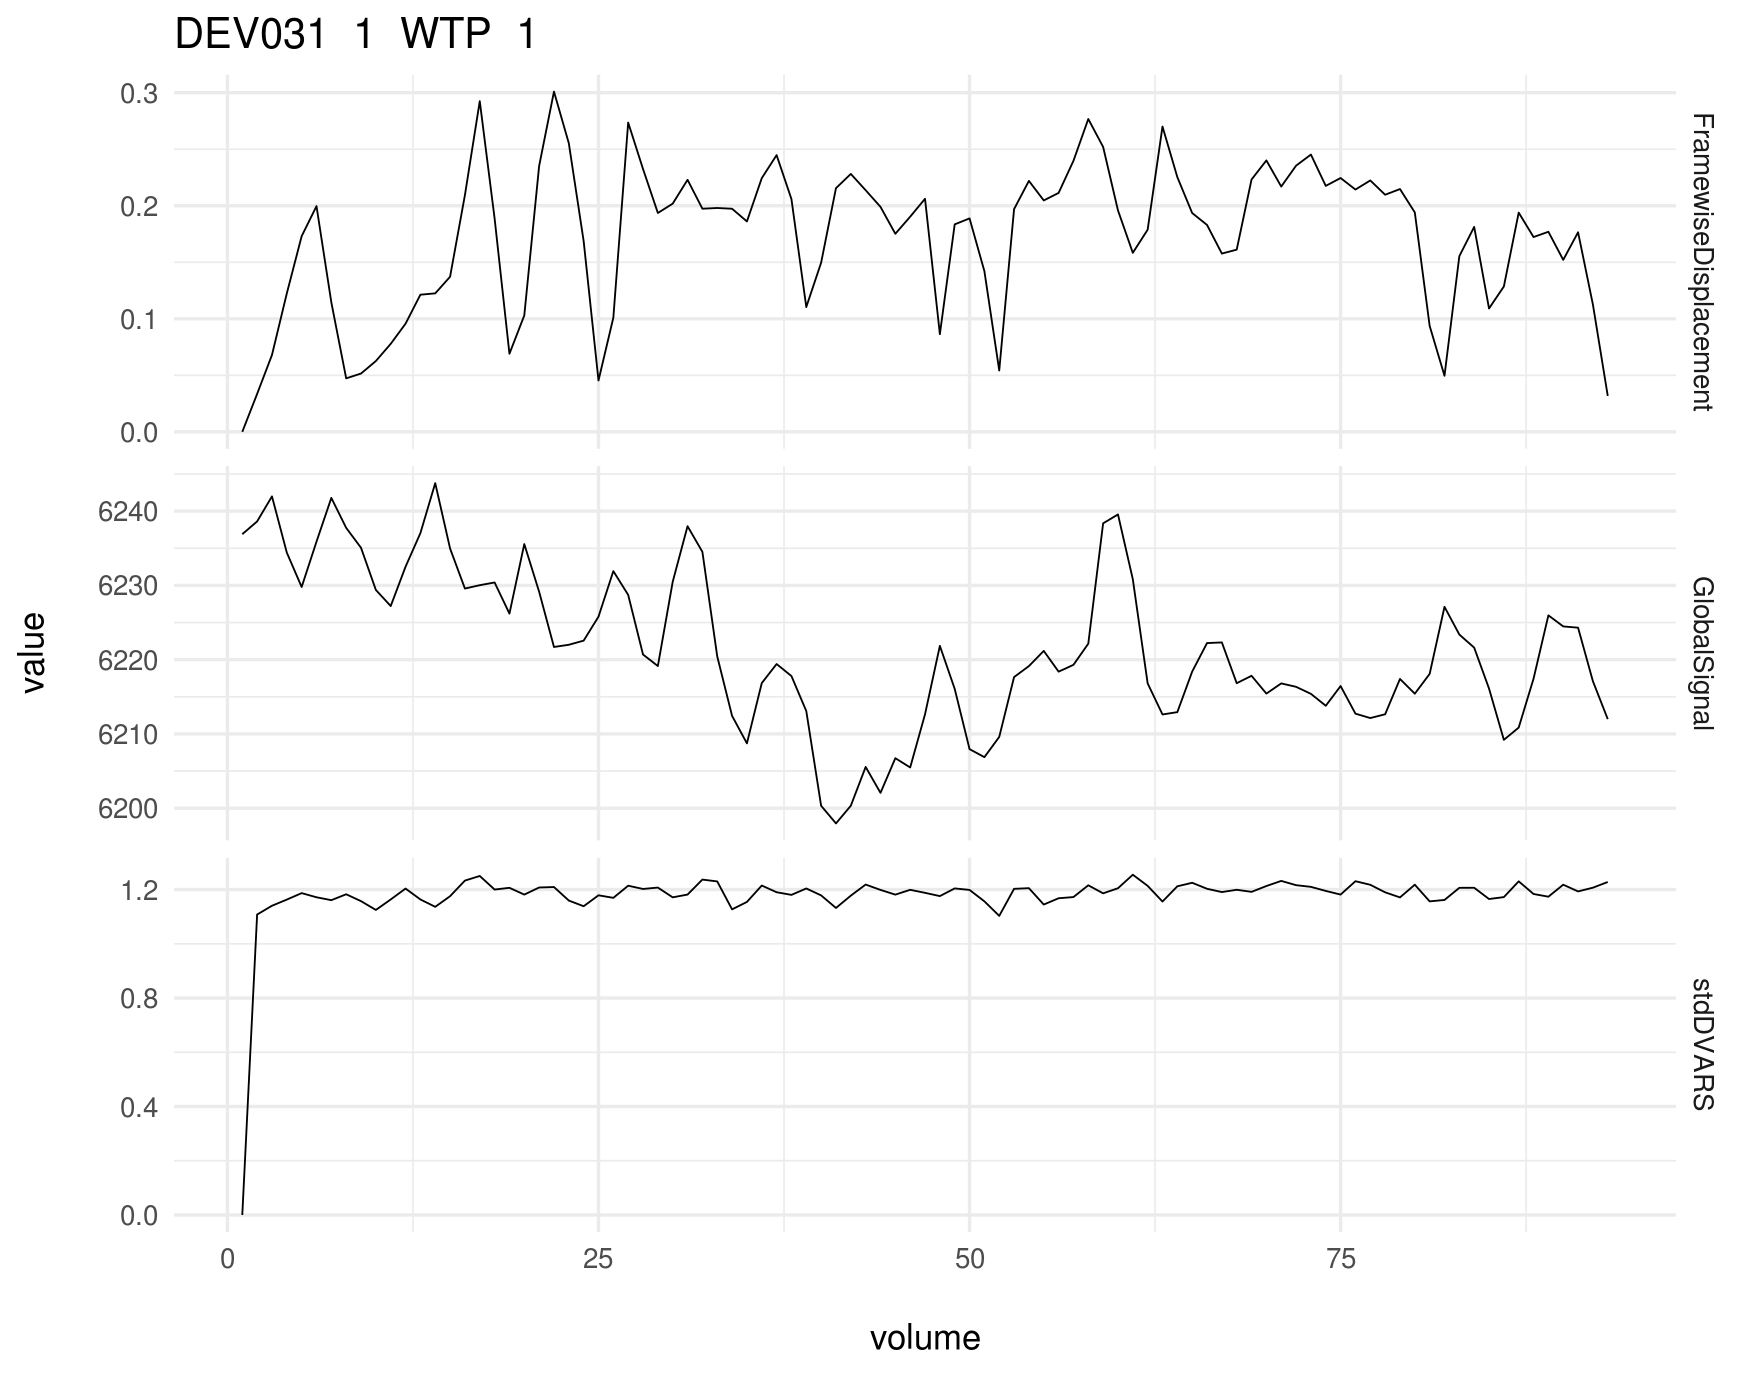 DEV031 1 WTP 1
0.3
0.2
0.1
0.0
FramewiseDisplacement
6240
6230
6220
6210
6200
GlobalSignal
value
1.2
0.8
0.4
0.0
stdDVARS
0 25 50 75
volume